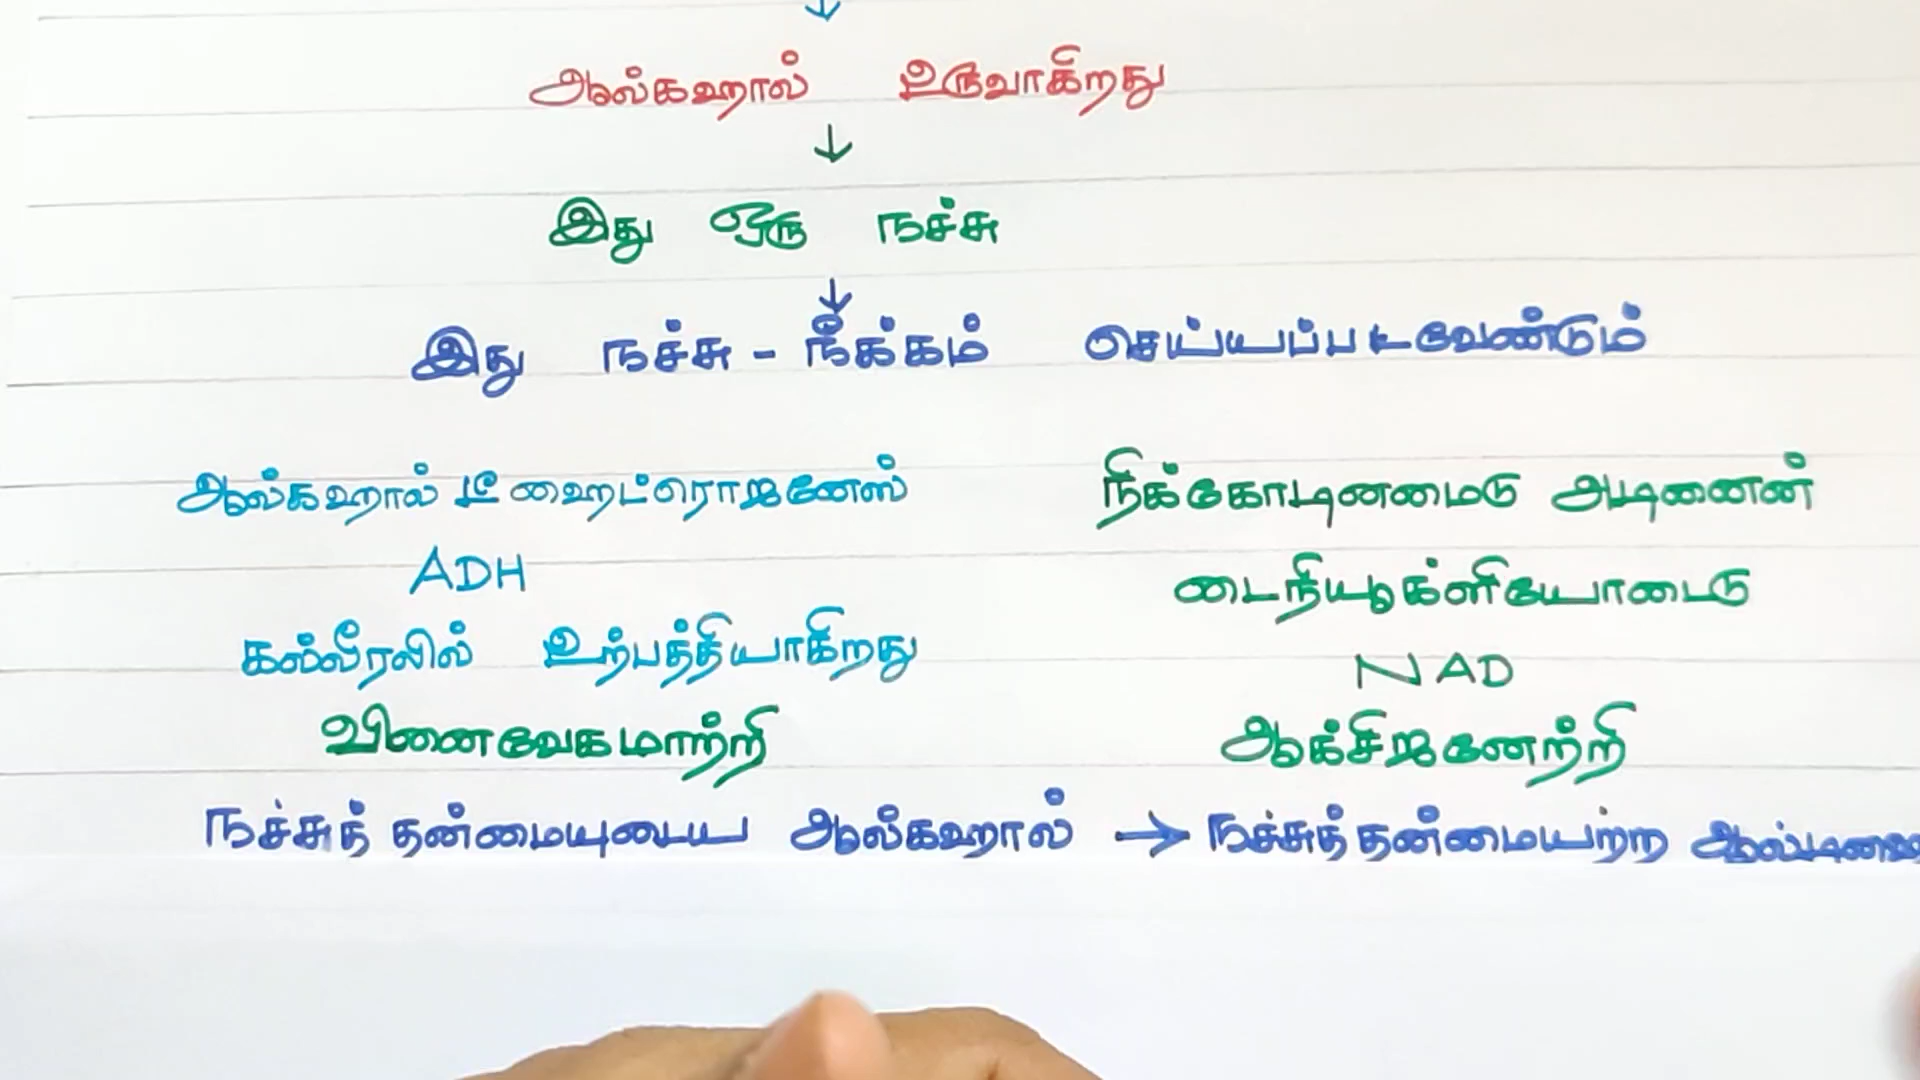 ஆல்கஹால் உருவாகிறது
இது ஒரு நச்சு
இது நச்சு - நீக்கம் செய்யப்படவேண்டும்
ஆல்கஹால் டீ ஹைட்ரொஜனேஸ்
ADH
கல்லீரலில் உற்பத்தியாகிறது
வினைவேகமாற்றி
நிக்கோடினமைடு அடினைன்
டைநியூக்ளியோடைடு
NAD
ஆக்சிஜனேற்றி
நச்சுத் தன்மையுடைய ஆல்கஹால் → நச்சுத்தன்மையற்ற